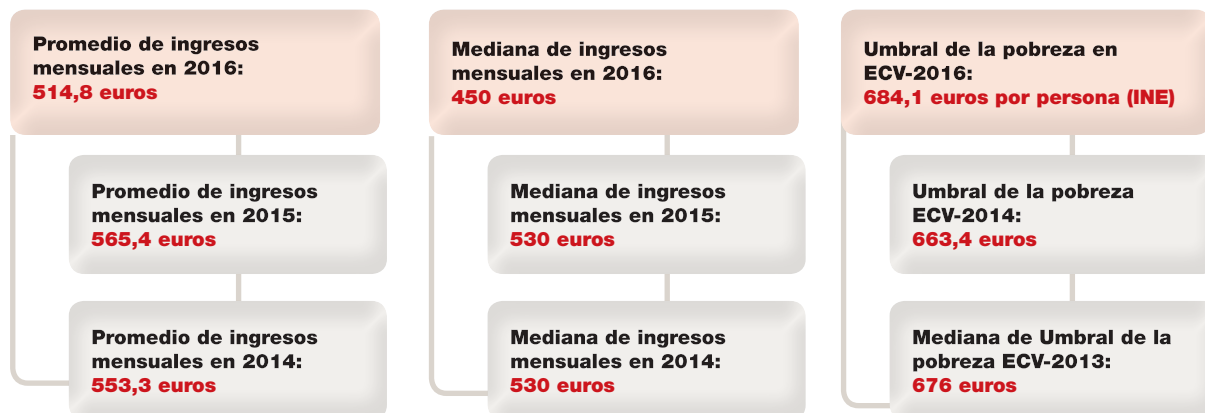 Promedio de ingresos
mensuales en 2016:
514,8 euros
Promedio de ingresos
mensuales en 2015:
565,4 euros
Promedio de ingresos
mensuales en 2014:
553,3 euros
Mediana de ingresos
mensuales en 2016:
450 euros
Mediana de ingresos
mensuales en 2015:
530 euros
Mediana de ingresos
mensuales en 2014:
530 euros
Umbral de la pobreza en
ECV-2016:
684,1 euros por persona (INE)
Umbral de la pobreza
ECV-2014:
663,4 euros
Mediana de Umbral de la
pobreza ECV-2013:
676 euros